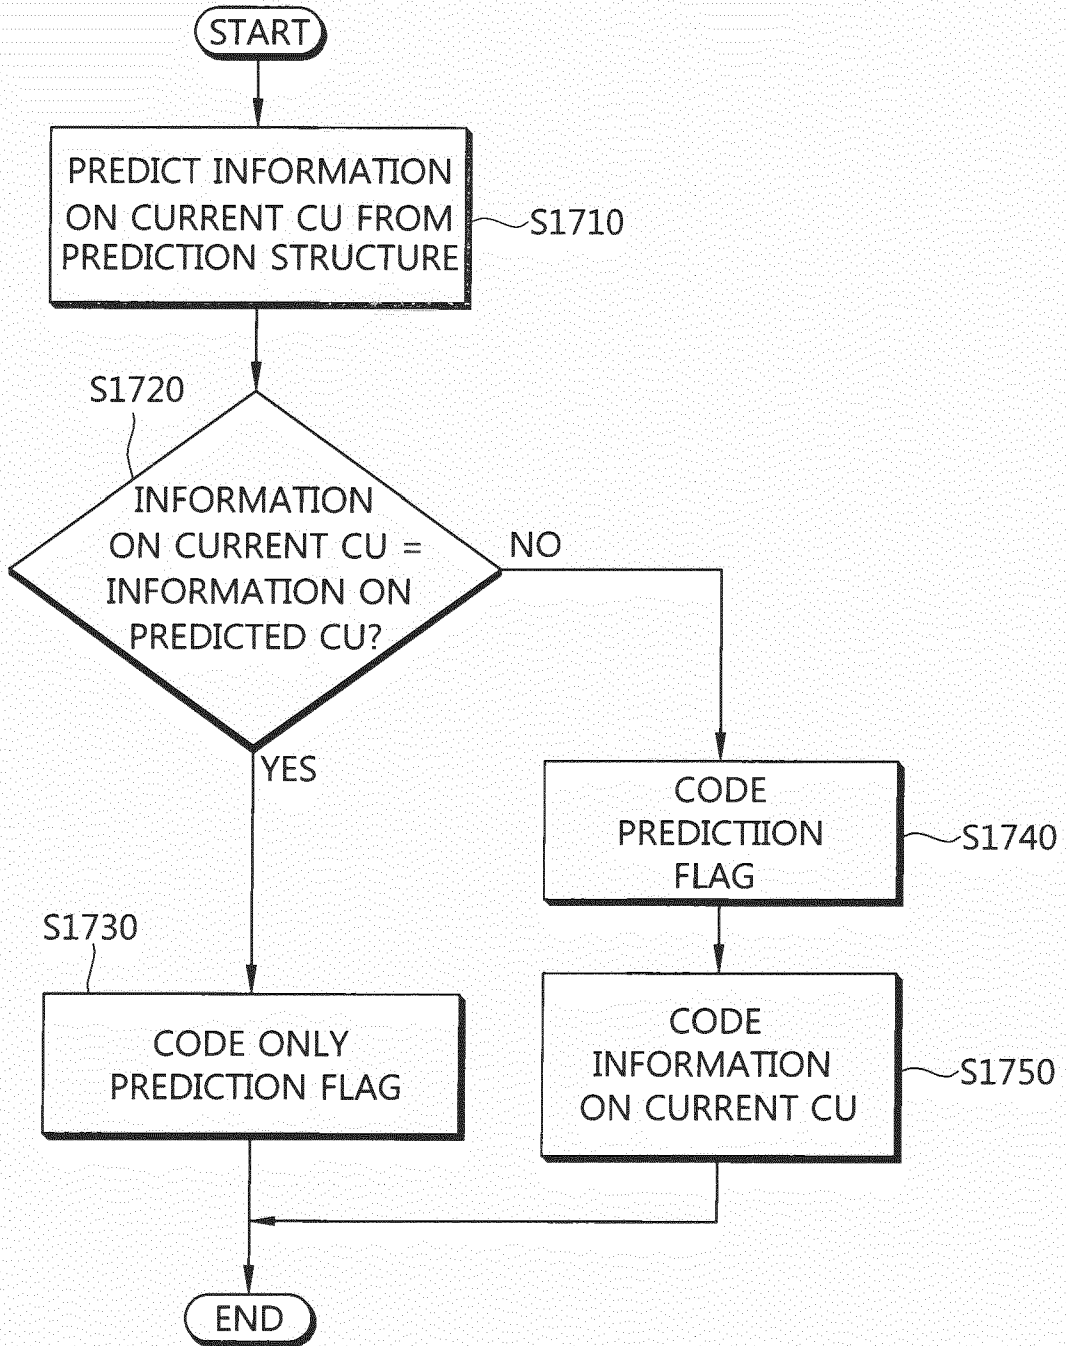 START
PREDICT INFORMATION
ON CURRENT CU FROM
PREDICTION STRUCTURE
S1710
S1720
INFORMATION
ON CURRENT CU =
INFORMATION ON
PREDICTED CU?
NO
YES
CODE
PREDICTIION
FLAG
S1740
S1730
CODE ONLY
PREDICTION FLAG
CODE
INFORMATION
ON CURRENT CU
S1750
END